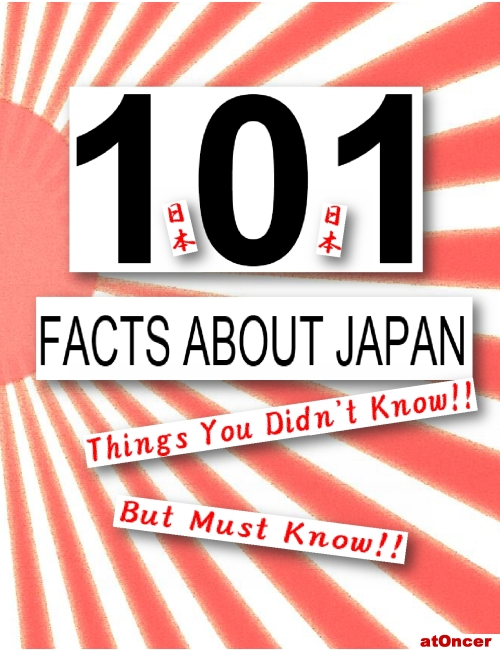 101
日本
日本
FACTS ABOUT JAPAN
Things You Didn't Know!!
But Must Know!!
atOncer